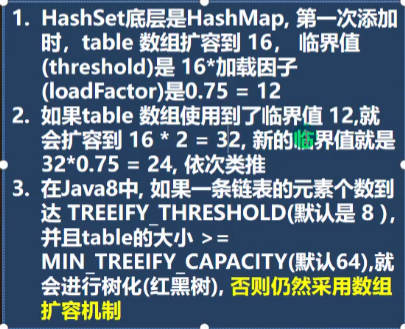 1. HashSet底层是HashMap, 第一次添加
时，table 数组扩容到 16， 临界值
(threshold)是 16*加载因子
(loadFactor)是0.75 = 12
2. 如果table 数组使用到了临界值 12,就
会扩容到 16 * 2 = 32, 新的临界值就是
32*0.75 = 24, 依次类推
3. 在Java8中, 如果一条链表的元素个数到
达 TREEIFY_THRESHOLD(默认是 8 )，
并且table的大小 >=
MIN_TREEIFY_CAPACITY(默认64),就
会进行树化(红黑树), 否则仍然采用数组
扩容机制